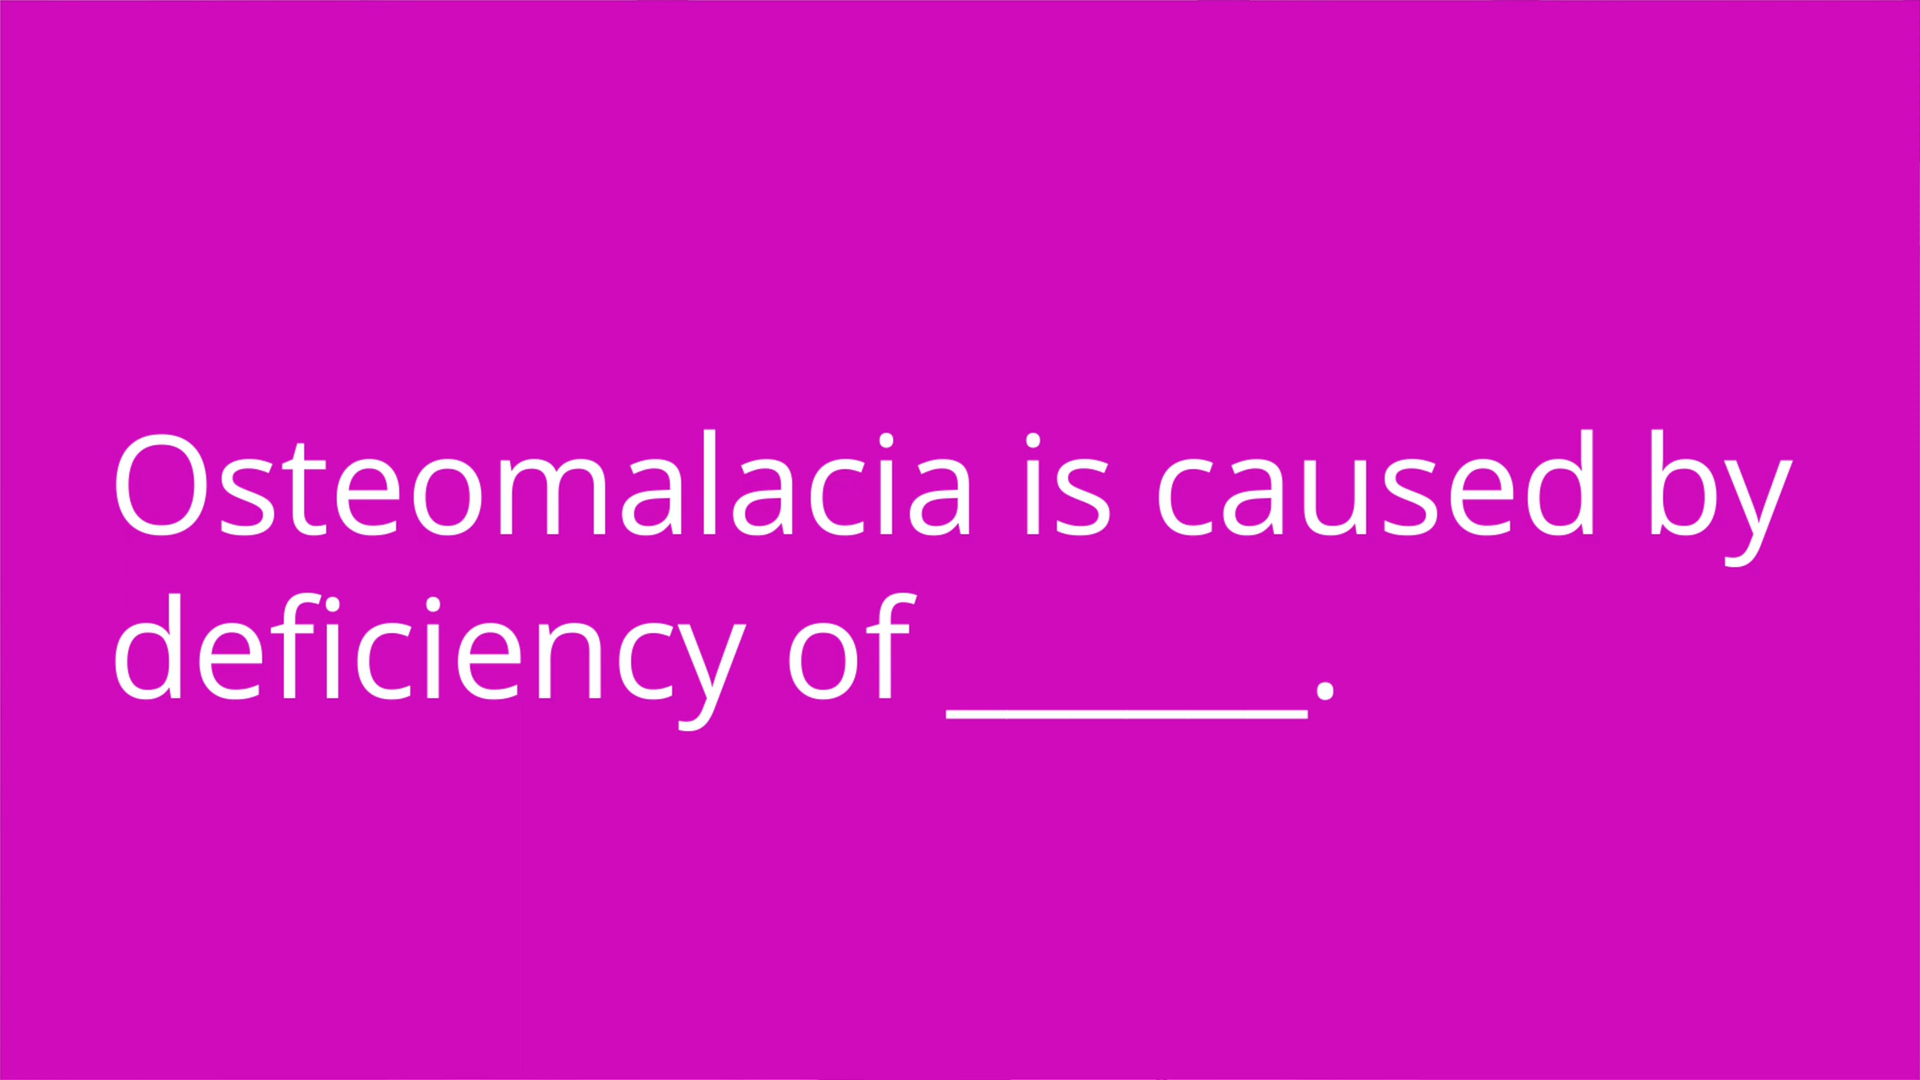 Osteomalacia is caused by
deficiency of ______.